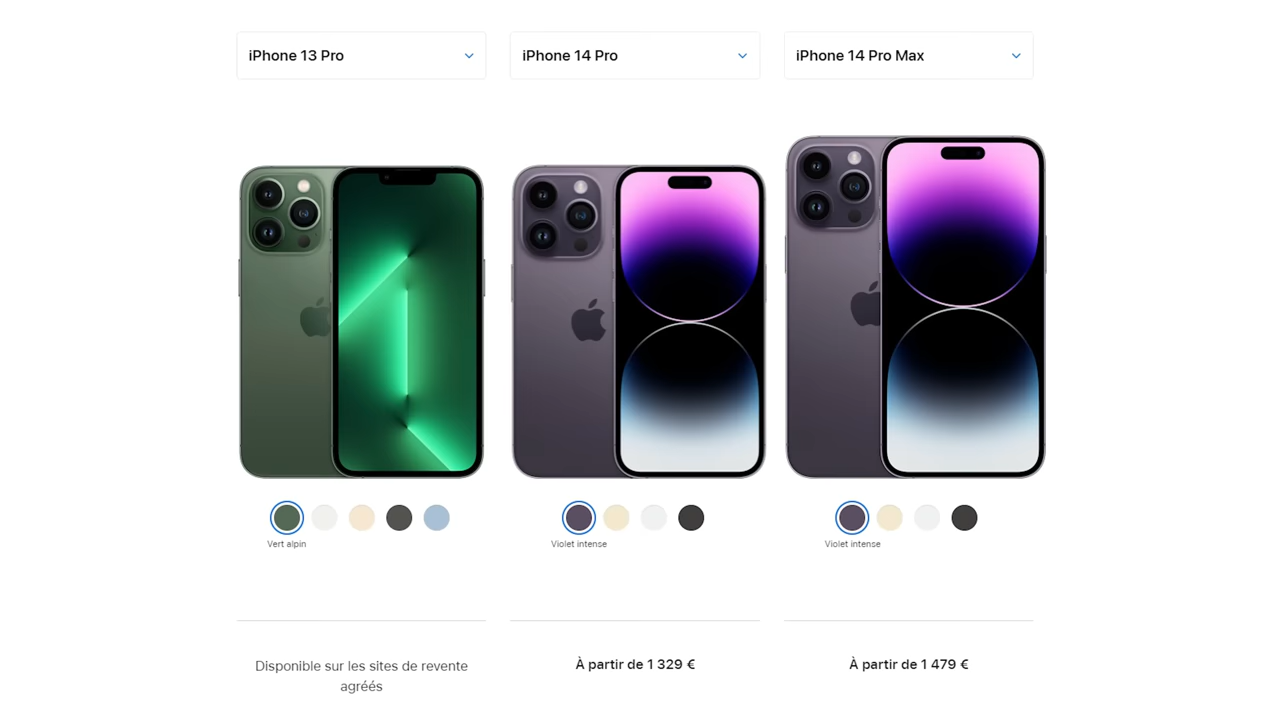 iPhone 13 Pro
iPhone 14 Pro
iPhone 14 Pro Max
Vert alpin
Violet intense
Violet intense
Disponible sur les sites de revente
agréés
À partir de 1 329 €
À partir de 1 479 €